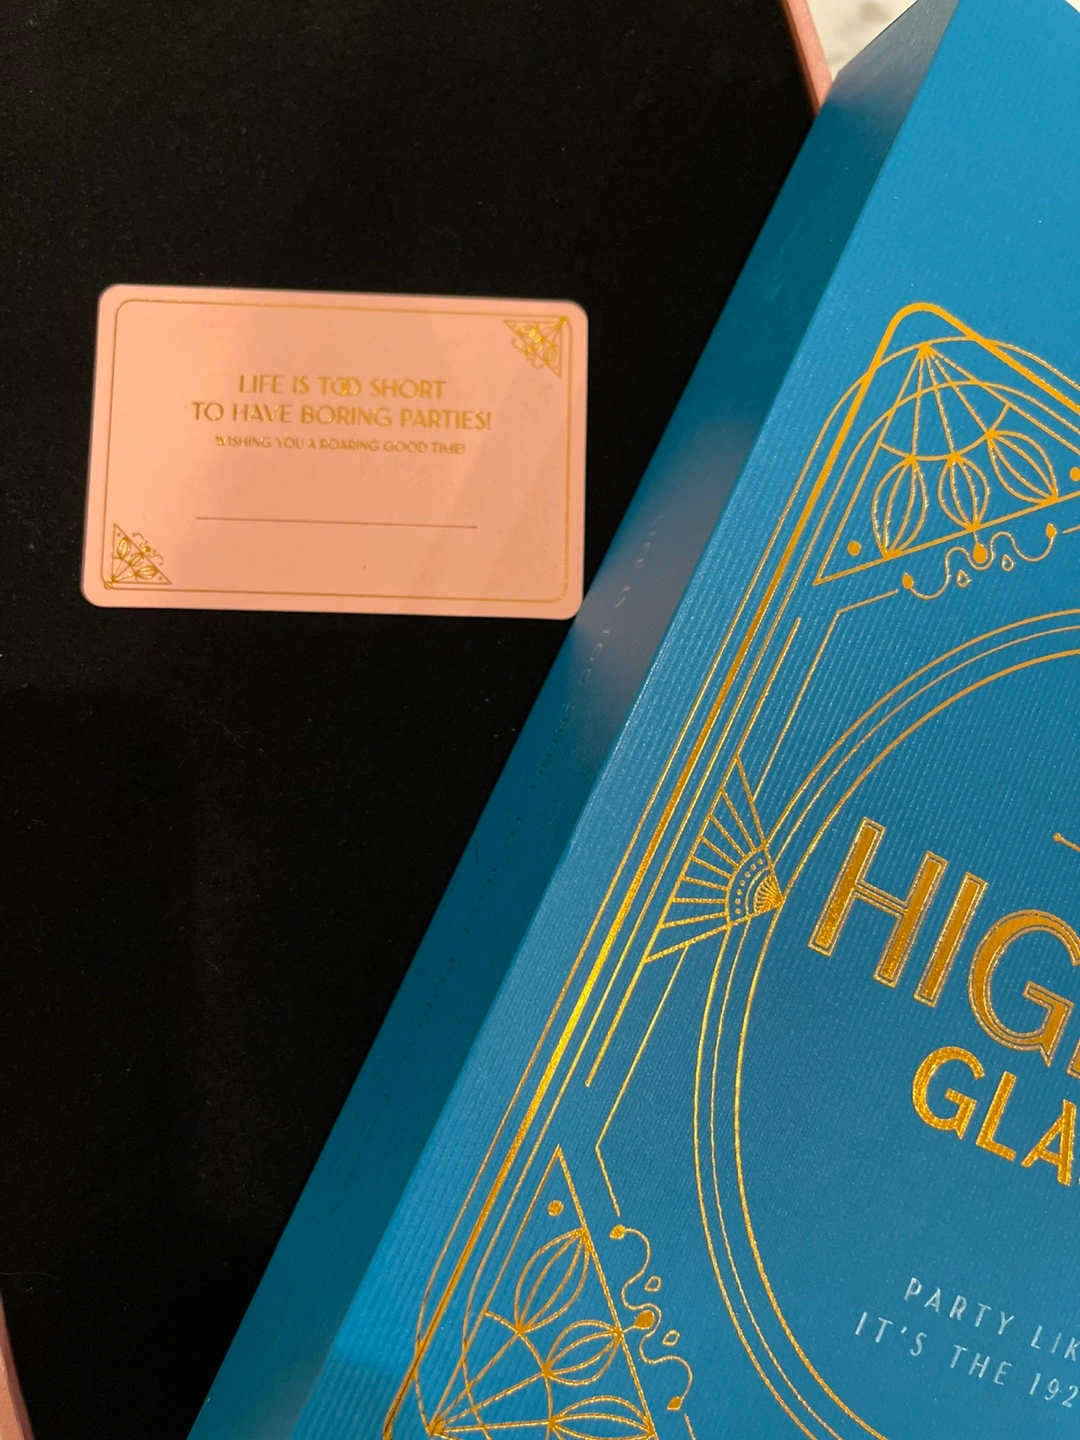 LIFE IS TOO SHORT
TO HAVE BORING PARTIES!
WISHING YOU A ROARING GOOD TIME!
HIG
GLA
PARTY LIK
IT'S THE 192